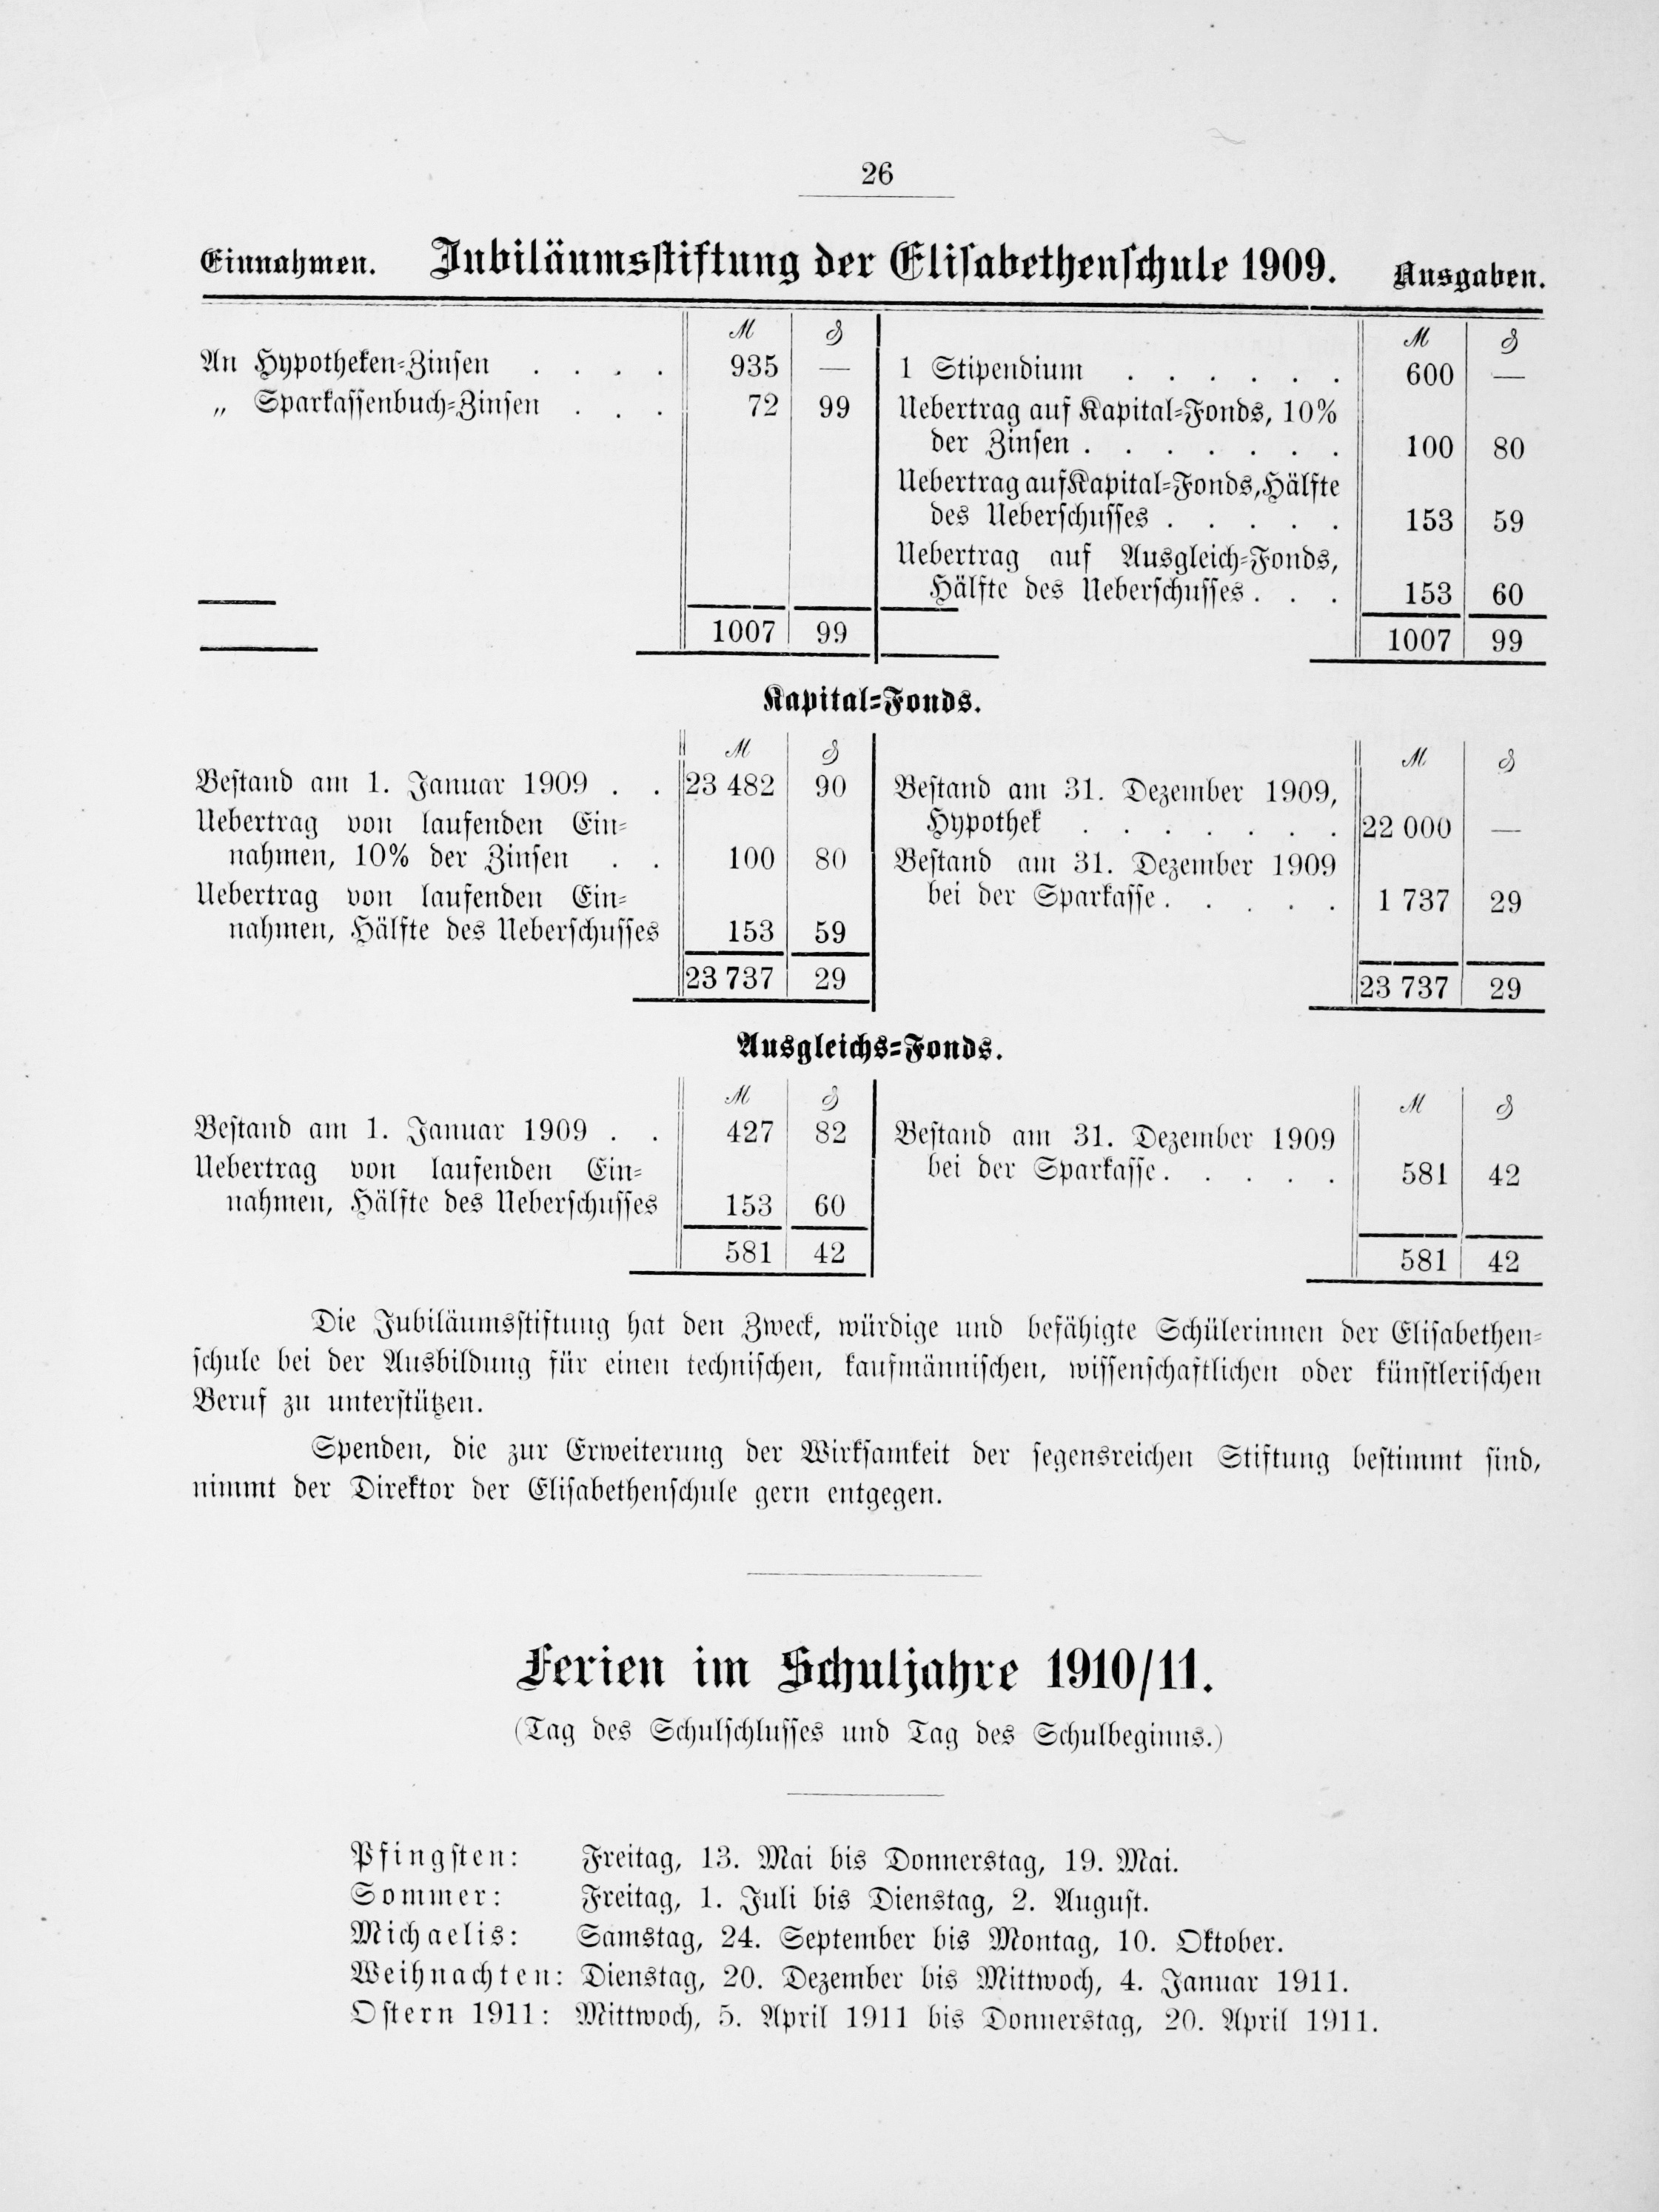 26
Einnahmen. Jubiläumsstiftung der Elisabethenschule 1909. Ausgaben.
ℳ ₰
An Hypotheken-Zinsen . . . . 935 —
„ Sparkassenbuch-Zinsen . . . 72 99
1007 99
ℳ ₰
1 Stipendium . . . . . . 600 —
Uebertrag auf Kapital-Fonds, 10%
der Zinsen . . . . . . . 100 80
Uebertrag auf Kapital-Fonds, Hälfte
des Ueberschusses . . . . . 153 59
Uebertrag auf Ausgleich-Fonds,
Hälfte des Ueberschusses . . . 153 60
1007 99
Kapital-Fonds.
ℳ ₰
Bestand am 1. Januar 1909 . . 23 482 90
Uebertrag von laufenden Ein-
nahmen, 10% der Zinsen . . 100 80
Uebertrag von laufenden Ein-
nahmen, Hälfte des Ueberschusses 153 59
23 737 29
ℳ ₰
Bestand am 31. Dezember 1909,
Hypothek . . . . . . . 22 000 —
Bestand am 31. Dezember 1909
bei der Sparkasse . . . . . 1 737 29
23 737 29
Ausgleichs-Fonds.
ℳ ₰
Bestand am 1. Januar 1909 . . 427 82
Uebertrag von laufenden Ein-
nahmen, Hälfte des Ueberschusses 153 60
581 42
ℳ ₰
Bestand am 31. Dezember 1909
bei der Sparkasse . . . . . 581 42
581 42
Die Jubiläumsstiftung hat den Zweck, würdige und befähigte Schülerinnen der Elisabethen-
schule bei der Ausbildung für einen technischen, kaufmännischen, wissenschaftlichen oder künstlerischen
Beruf zu unterstützen.
Spenden, die zur Erweiterung der Wirksamkeit der segensreichen Stiftung bestimmt sind,
nimmt der Direktor der Elisabethenschule gern entgegen.
Ferien im Schuljahre 1910/11.
(Tag des Schulschlusses und Tag des Schulbeginns.)
Pfingsten: Freitag, 13. Mai bis Donnerstag, 19. Mai.
Sommer: Freitag, 1. Juli bis Dienstag, 2. August.
Michaelis: Samstag, 24. September bis Montag, 10. Oktober.
Weihnachten: Dienstag, 20. Dezember bis Mittwoch, 4. Januar 1911.
Ostern 1911: Mittwoch, 5. April 1911 bis Donnerstag, 20. April 1911.